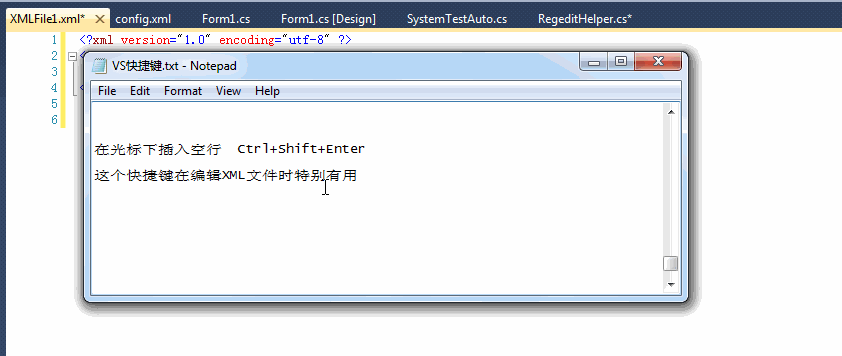 XMLFile1.xml* config.xml Form1.cs Form1.cs [Design] SystemTestAuto.cs RegeditHelper.cs*
1 <?xml version="1.0" encoding="utf-8" ?>
2
VS快捷键.txt - Notepad
3
File Edit Format View Help
4
5
6
在光标下插入空行 Ctrl+Shift+Enter
这个快捷键在编辑XML文件时特别有用